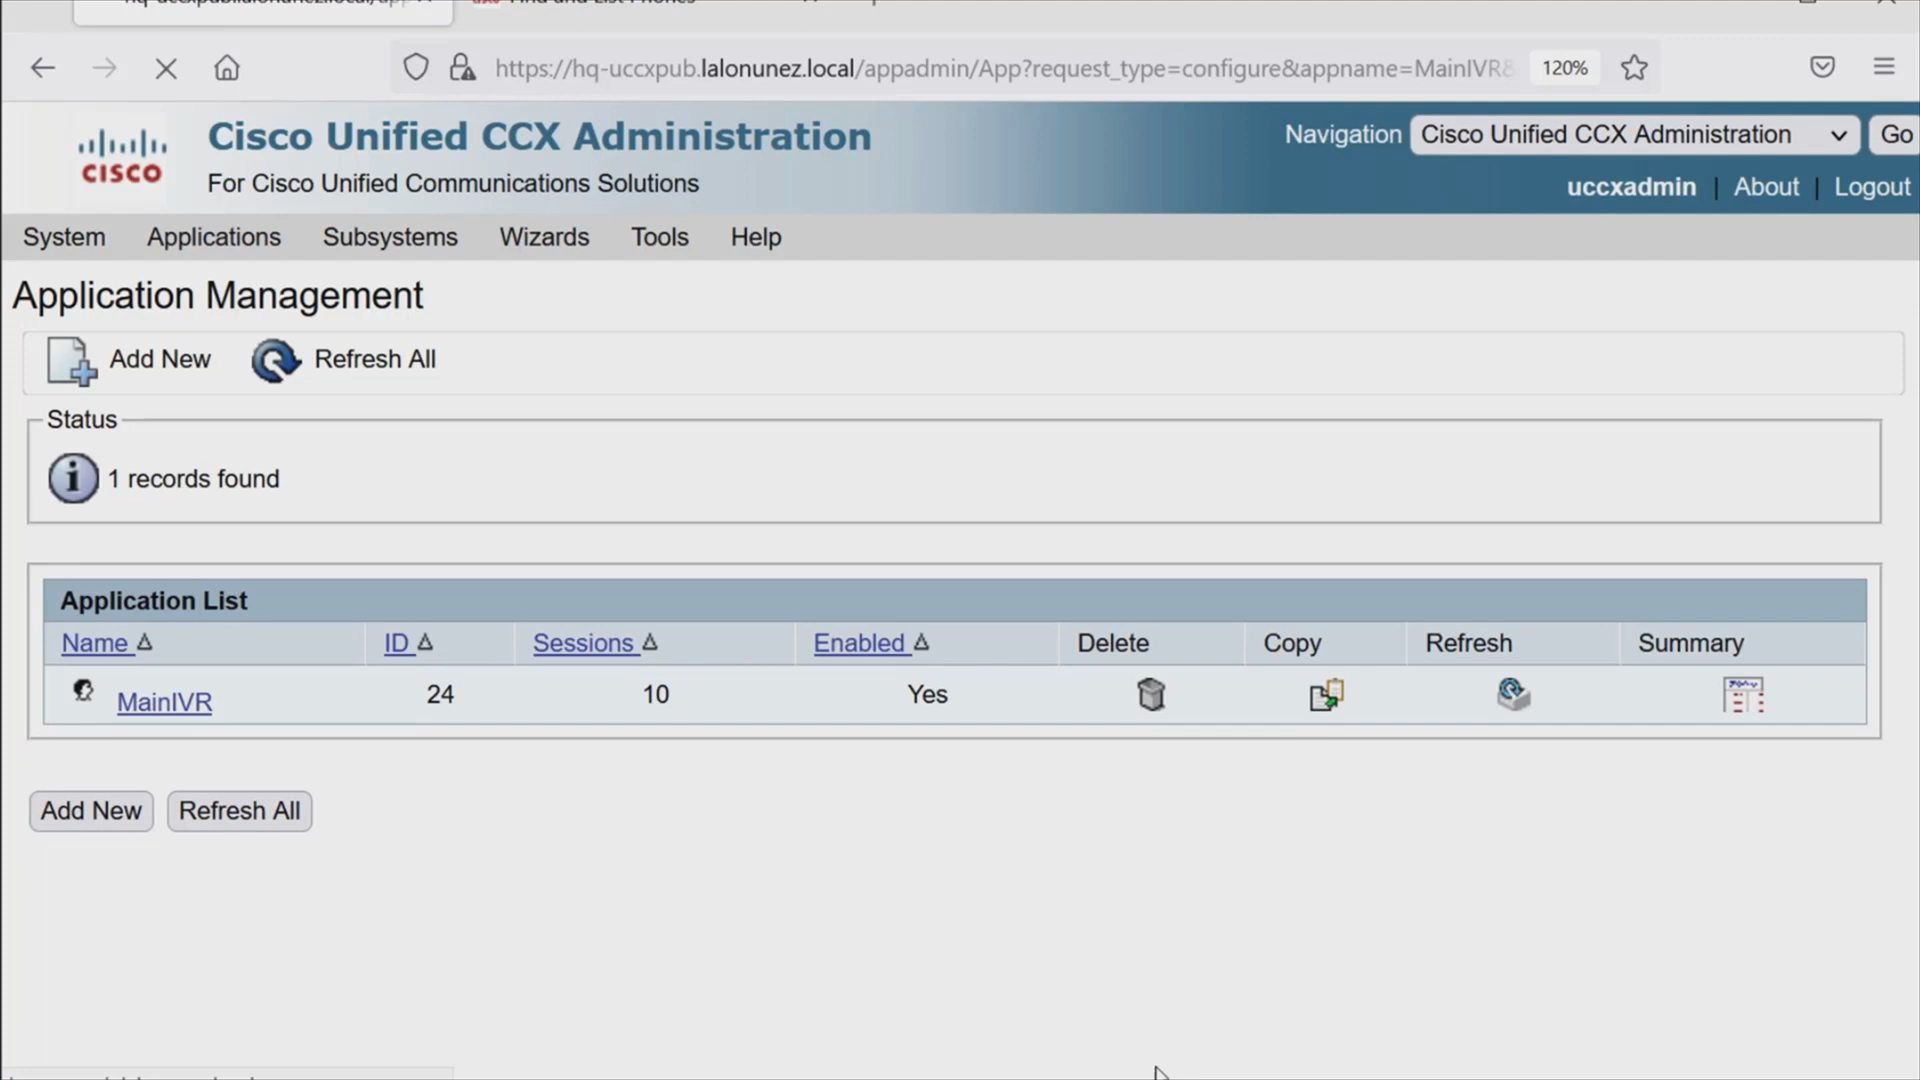 https://hq-uccxpub.lalonunez.local/appadmin/App?request_type=configure&appname=MainIVR&
120%
CISCO
Cisco Unified CCX Administration
For Cisco Unified Communications Solutions
Navigation Cisco Unified CCX Administration Go
uccxadmin | About | Logout
System Applications Subsystems Wizards Tools Help
Application Management
Add New Refresh All
Status
1 records found
Application List
Name ID Sessions Enabled Delete Copy Refresh Summary
MainIVR 24 10 Yes
Add New Refresh All